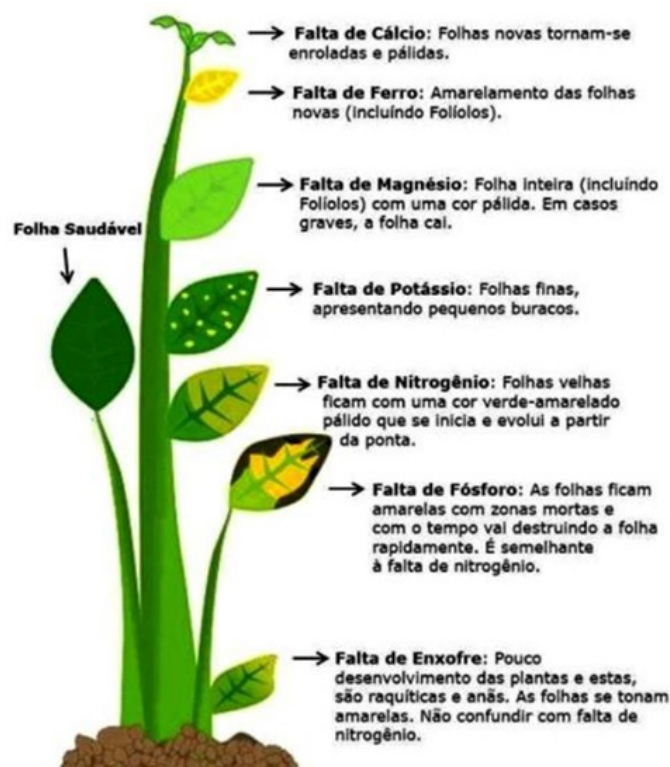 Falta de Cálcio: Folhas novas tornam-se
enroladas e pálidas.
Falta de Ferro: Amarelamento das folhas
novas (incluíndo Folíolos).
Falta de Magnésio: Folha inteira (incluíndo
Folíolos) com uma cor pálida. Em casos
graves, a folha cai.
Folha Saudável
Falta de Potássio: Folhas finas,
apresentando pequenos buracos.
Falta de Nitrogênio: Folhas velhas
ficam com uma cor verde-amarelado
pálido que se inicia e evolui a partir
da ponta.
Falta de Fósforo: As folhas ficam
amarelas com zonas mortas e
com o tempo vai destruindo a folha
rapidamente. É semelhante
à falta de nitrogênio.
Falta de Enxofre: Pouco
desenvolvimento das plantas e estas,
são raquíticas e anãs. As folhas se tonam
amarelas. Não confundir com falta de
nitrogênio.